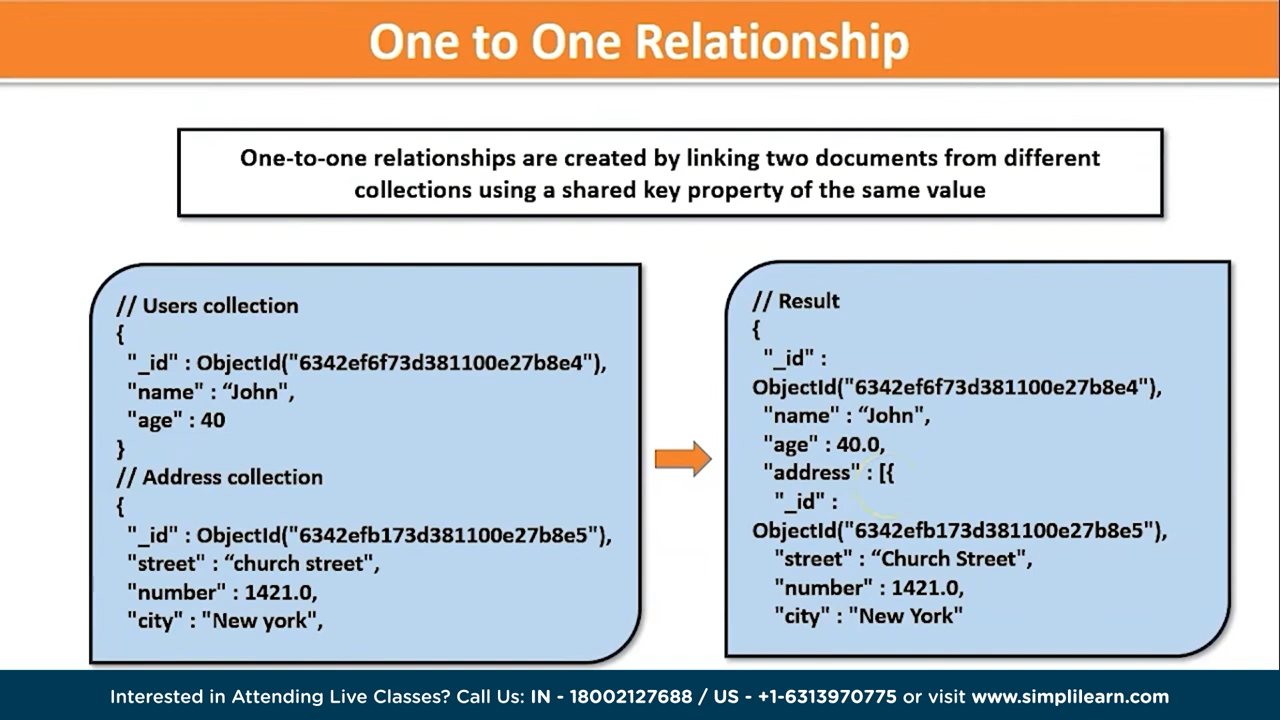 One to One Relationship
One-to-one relationships are created by linking two documents from different
collections using a shared key property of the same value
// Users collection
{
"_id" : ObjectId("6342ef6f73d381100e27b8e4"),
"name" : “John",
"age" : 40
}
// Address collection
{
"_id" : ObjectId("6342efb173d381100e27b8e5"),
"street" : “church street",
"number" : 1421.0,
"city" : "New york",
// Result
{
"_id" :
ObjectId("6342ef6f73d381100e27b8e4"),
"name" : “John",
"age" : 40.0,
"address" : [{
"_id" :
ObjectId("6342efb173d381100e27b8e5"),
"street" : “Church Street",
"number" : 1421.0,
"city" : "New York"
Interested in Attending Live Classes? Call Us: IN - 18002127688 / US - +1-6313970775 or visit www.simplilearn.com